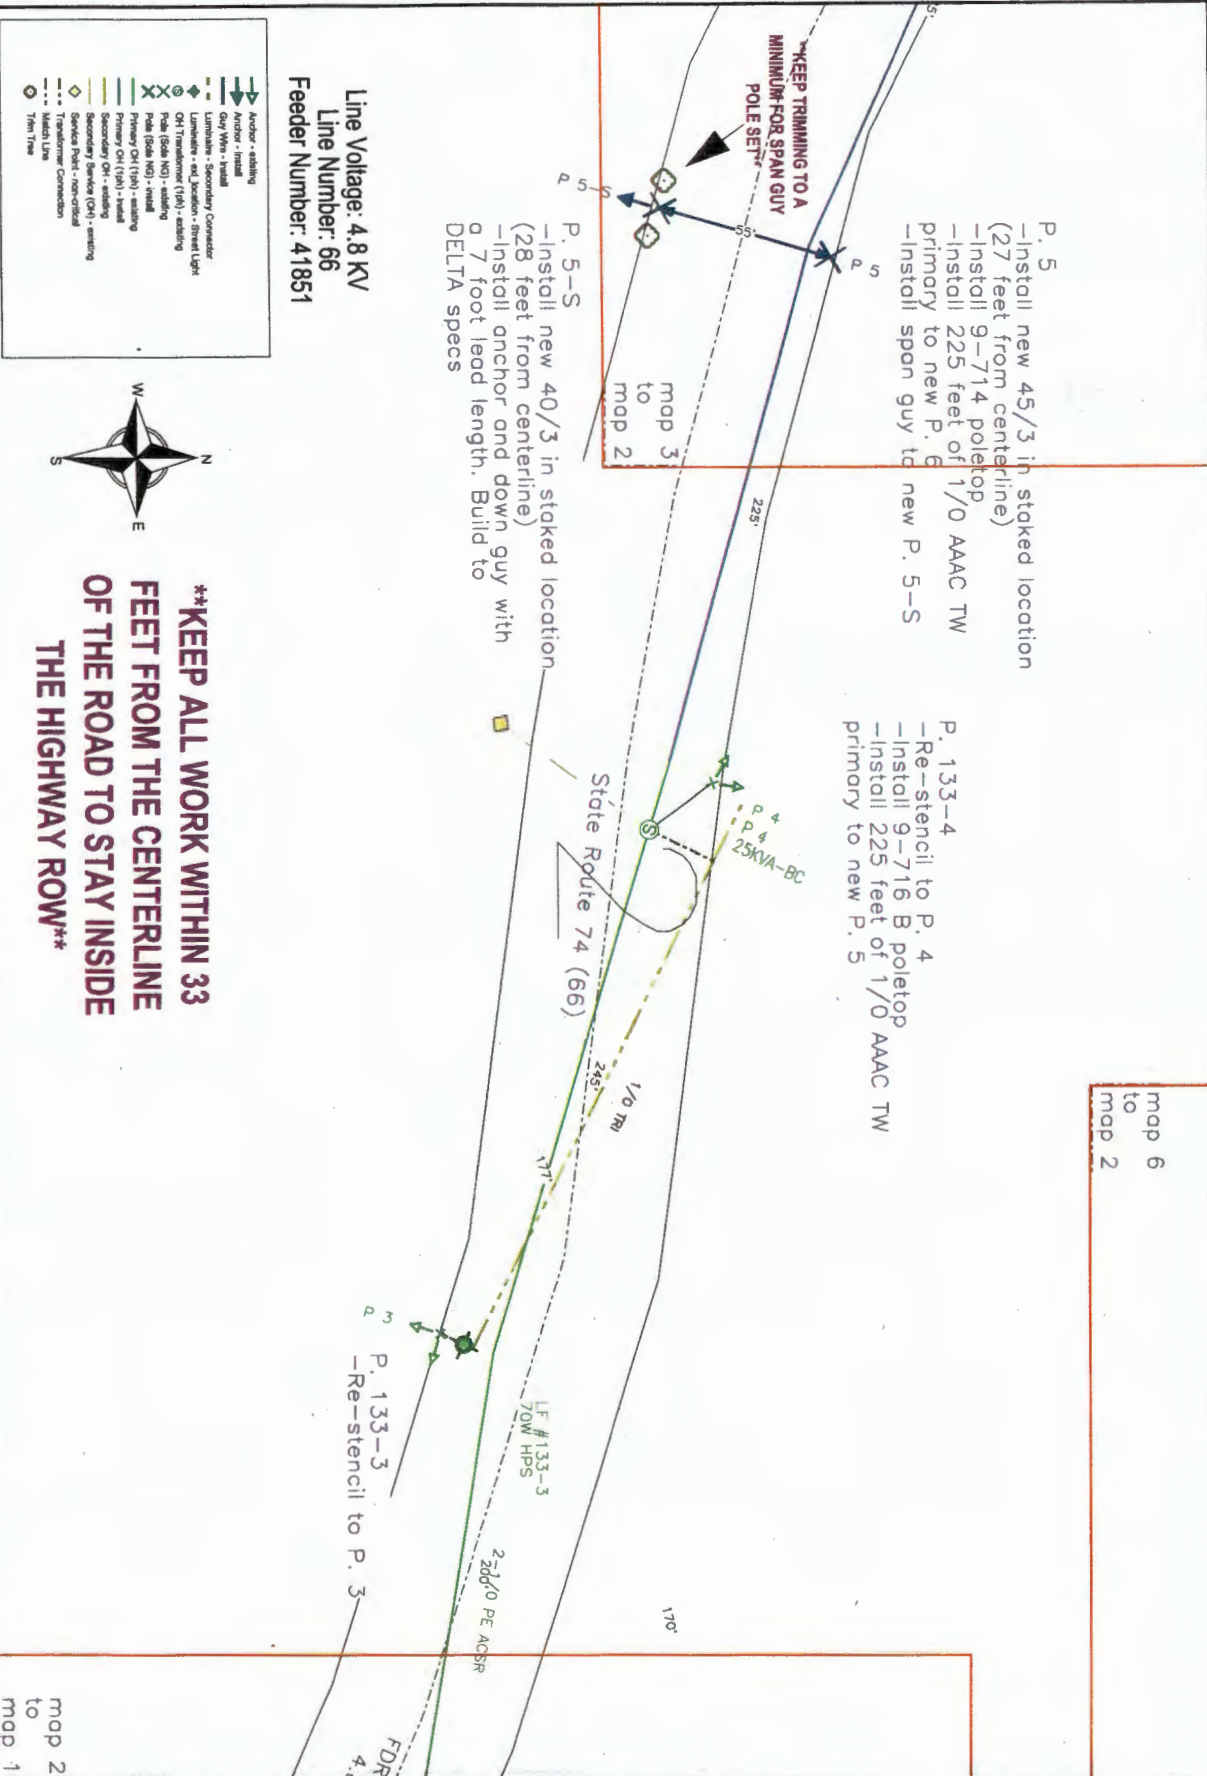 P. 5
-Install new 45/3 in staked location
(27 feet from centerline)
-Install 9-714 poletop
-Install 225 feet of 1/0 AAAC TW
primary to new P. 6
-Install span guy to new P. 5-S
P. 133-4
-Re-stencil to P. 4
-Install 9-716 B poletop
-Install 225 feet of 1/0 AAAC TW
primary to new P. 5
map 6
to
map 2
**KEEP TRIMMING TO A
MINIMUM FOR SPAN GUY
POLE SET**
P 5
P 5-S
55'
map 3
to
map 2
225'
P 4
P 4
25KVA-BC
S
State Route 74 (66)
245'
1/0 TRI
177'
P 3
LF #133-3
70W HPS
P. 133-3
-Re-stencil to P. 3
2-1/0 PE ACSR
200'
170'
FDR
map 2
to
map 1
P. 5-S
-Install new 40/3 in staked location
(28 feet from centerline)
-Install anchor and down guy with
a 7 foot lead length. Build to
DELTA specs
Line Voltage: 4.8 KV
Line Number: 66
Feeder Number: 41851
Anchor - existing
Anchor - install
Guy Wire - install
Luminaire - Secondary Connector
Luminaire - ext_location - Street Light
OH Transformer (1ph) - existing
Pole (Sole NG) - existing
Pole (Sole NG) - install
Primary OH (1ph) - existing
Primary OH (1ph) - install
Secondary OH - existing
Secondary Service (OH) - existing
Service Point - non-critical
Transformer Connection
Match Line
Trim Tree
N
W
E
S
**KEEP ALL WORK WITHIN 33
FEET FROM THE CENTERLINE
OF THE ROAD TO STAY INSIDE
THE HIGHWAY ROW**